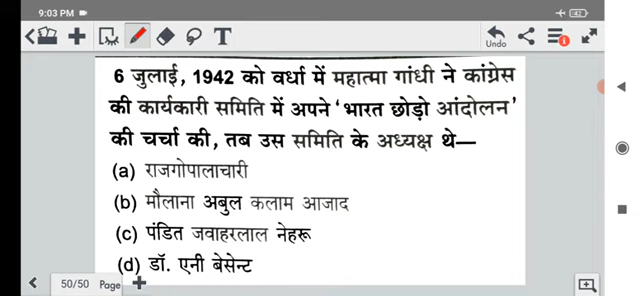 9:03 PM
42
T
Undo
6 जुलाई, 1942 को वर्धा में महात्मा गांधी ने कांग्रेस
की कार्यकारी समिति में अपने ‘भारत छोड़ो आंदोलन’
की चर्चा की, तब उस समिति के अध्यक्ष थे—
(a) राजगोपालाचारी
(b) मौलाना अबुल कलाम आजाद
(c) पंडित जवाहरलाल नेहरू
(d) डॉ. एनी बेसेन्ट
50/50 Page